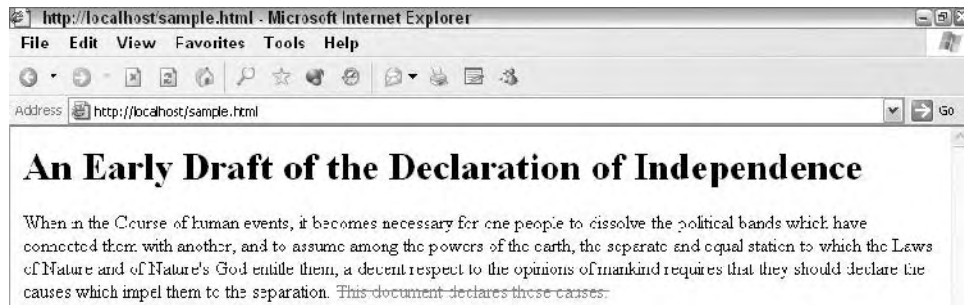 http://localhost/sample.html - Microsoft Internet Explorer
File Edit View Favorites Tools Help
Address http://localhost/sample.html Go
An Early Draft of the Declaration of Independence
When in the Course of human events, it becomes necessary for one people to dissolve the political bands which have
connected them with another, and to assume among the powers of the earth, the separate and equal station to which the Laws
of Nature and of Nature's God entitle them, a decent respect to the opinions of mankind requires that they should declare the
causes which impel them to the separation. This document declares those causes.